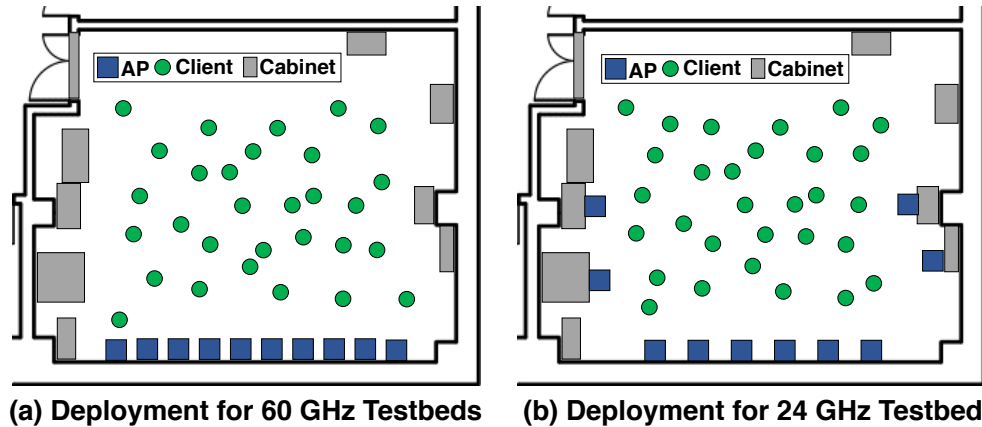 AP Client Cabinet
AP Client Cabinet
(a) Deployment for 60 GHz Testbeds
(b) Deployment for 24 GHz Testbed